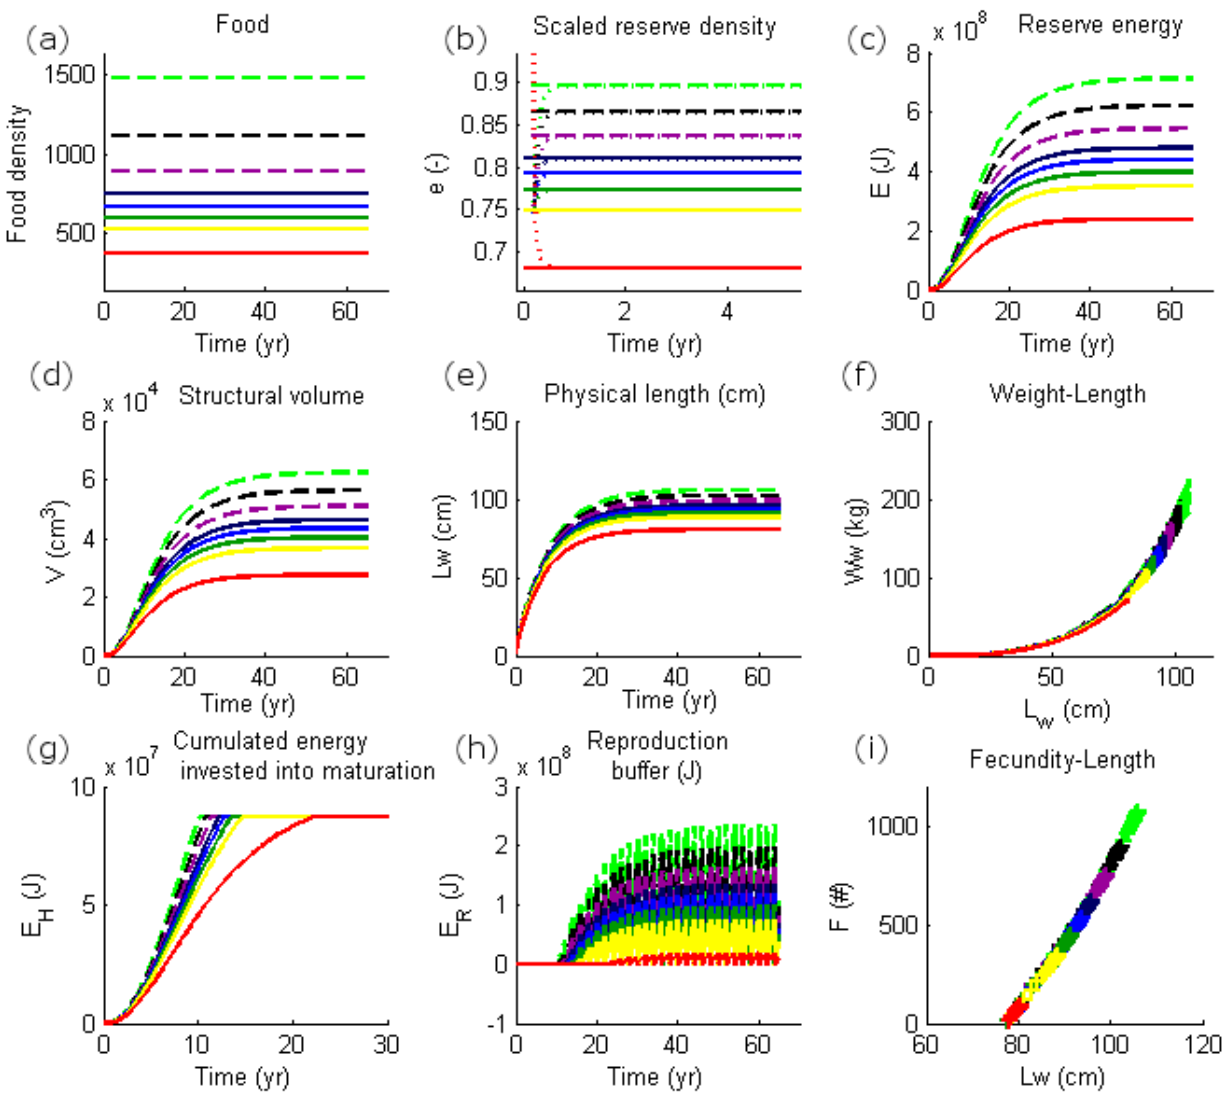 (a) Food
Food density
1500
1000
500
0 20 40 60
Time (yr)
(b) Scaled reserve density
e (-)
0.9
0.85
0.8
0.75
0.7
0 2 4
Time (yr)
(c) Reserve energy
x 10^8
E (J)
8
6
4
2
0
0 20 40 60
Time (yr)
(d) Structural volume
x 10^4
V (cm³)
8
6
4
2
0
0 20 40 60
Time (yr)
(e) Physical length (cm)
Lw (cm)
150
100
50
0
0 20 40 60
Time (yr)
(f) Weight-Length
Ww (kg)
300
200
100
0
0 50 100
L_w (cm)
(g) Cumulated energy
invested into maturation
x 10^7
E_H (J)
10
5
0
0 10 20 30
Time (yr)
(h) Reproduction
buffer (J)
x 10^8
E_R (J)
3
2
1
0
-1
0 20 40 60
Time (yr)
(i) Fecundity-Length
F (#)
1000
500
0
60 80 100 120
Lw (cm)